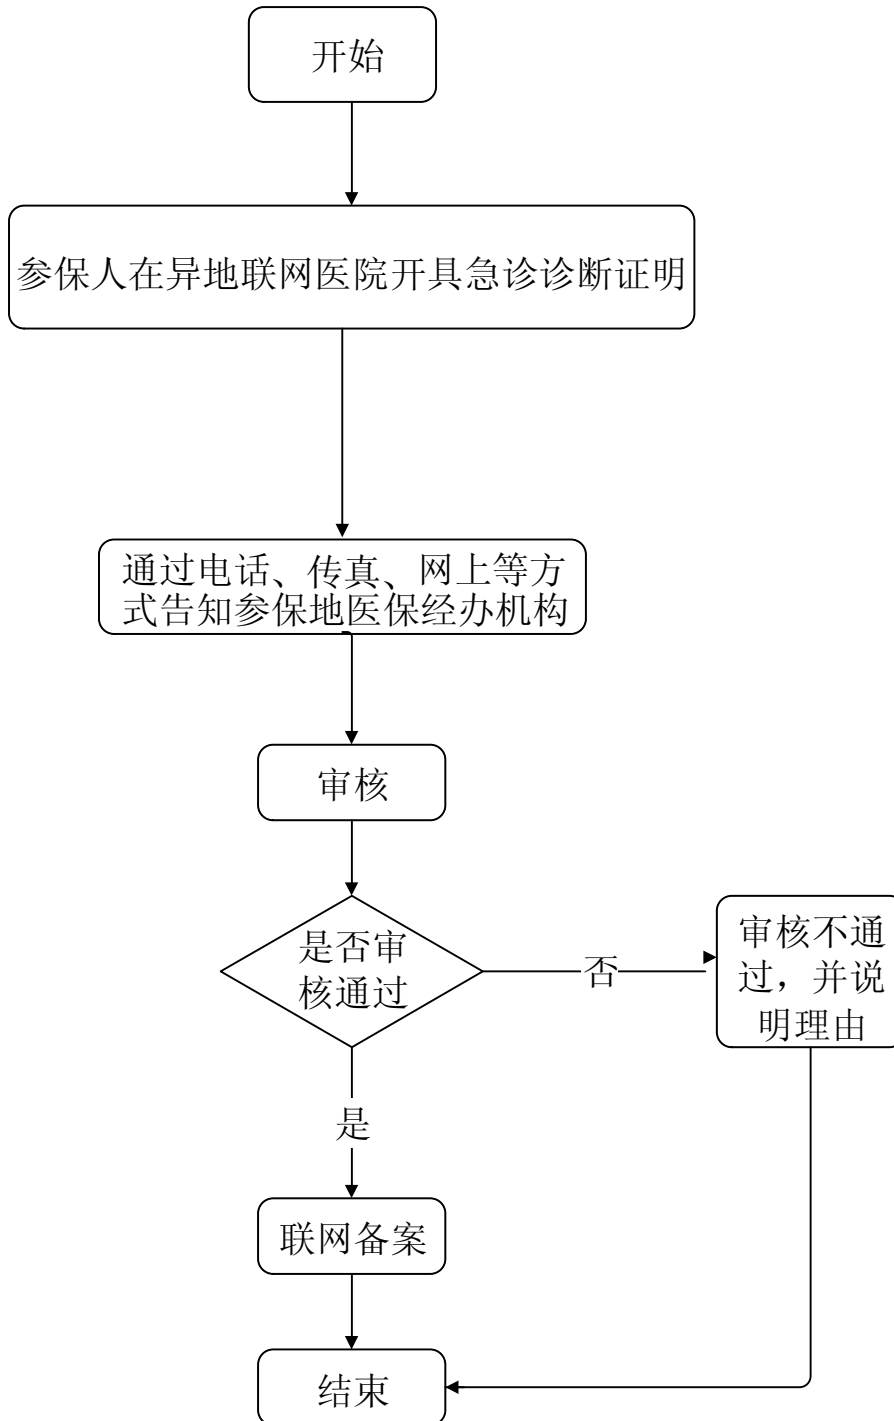 开始
参保人在异地联网医院开具急诊诊断证明
通过电话、传真、网上等方
式告知参保地医保经办机构
审核
是否审
核通过
否
审核不通
过，并说
明理由
是
联网备案
结束